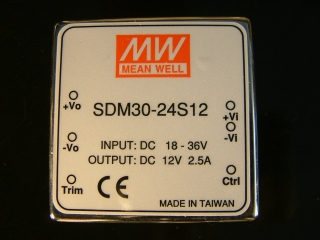 MW
MEAN WELL
SDM30-24S12
+Vo
+Vi
-Vi
-Vo
INPUT: DC 18 - 36V
OUTPUT: DC 12V 2.5A
Trim
CE
Ctrl
MADE IN TAIWAN